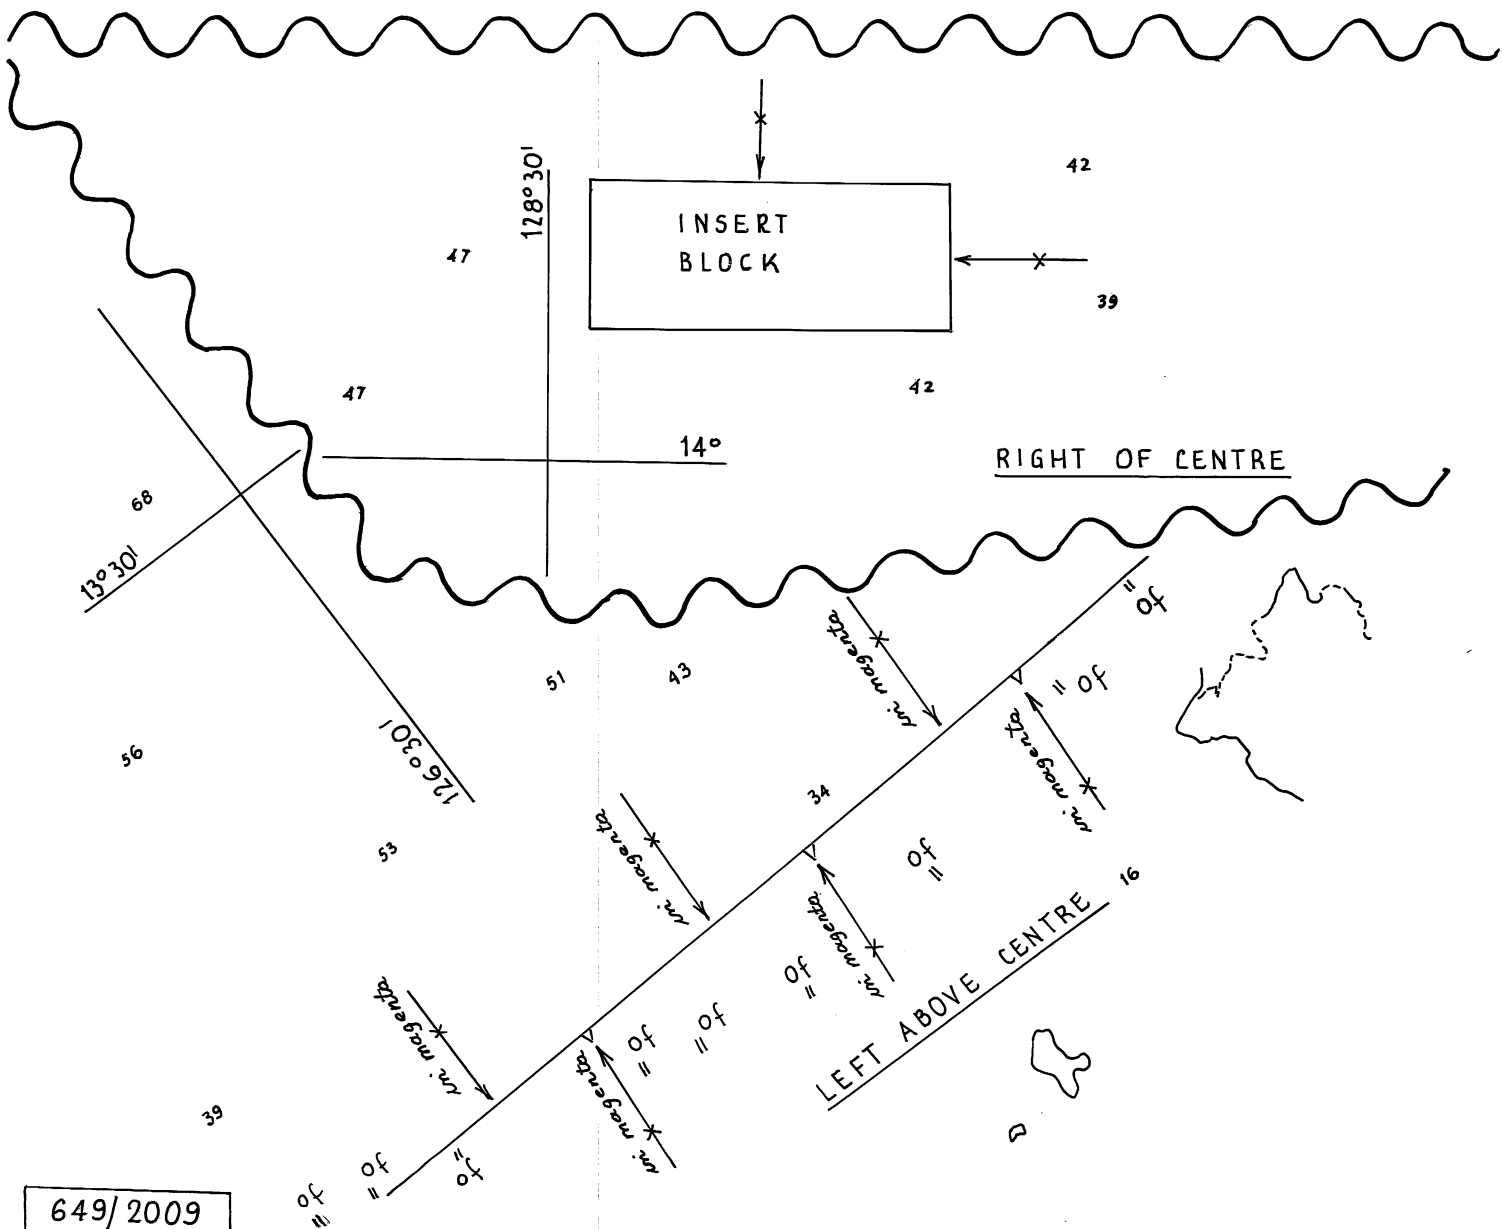 128°30'
42
INSERT
BLOCK
47
39
47
42
14°
RIGHT OF CENTRE
68
13°30'
"
of
51
43
in magenta
" of
56
126°30'
in magenta
34
in magenta
53
of
"
16
in magenta
of
"
LEFT ABOVE CENTRE
in magenta
of
"
" of
in magenta
39
of
"
"
of
of
"
649/2009